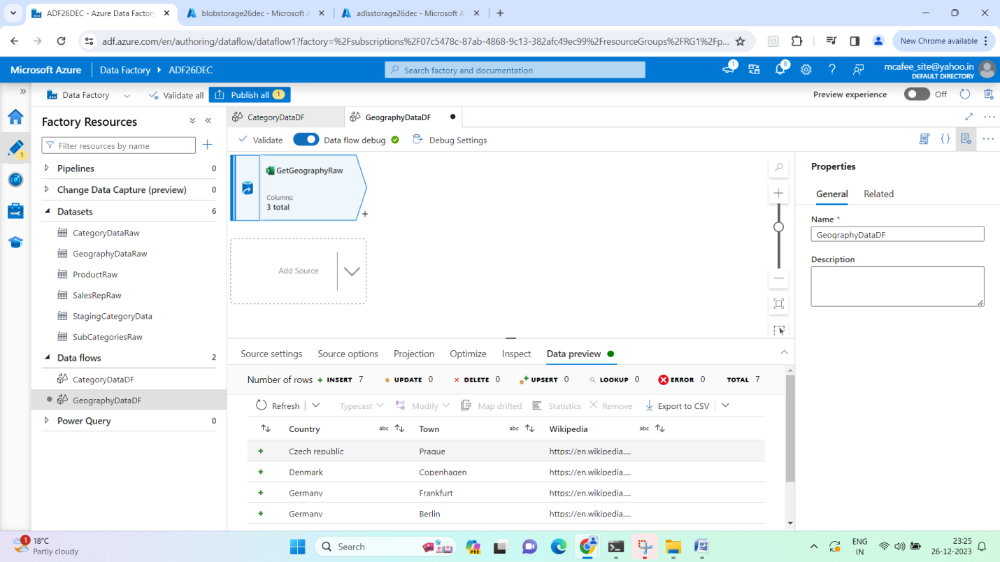 ADF26DEC - Azure Data Factory
blobstorage26dec - Microsoft A
adlsstorage26dec - Microsoft A
adf.azure.com/en/authoring/dataflow/dataflow1?factory=%2Fsubscriptions%2F07c5478c-87ab-4868-9c13-382afc49ec99%2FresourceGroups%2FRG1%2Fp...
New Chrome available
Microsoft Azure
Data Factory
ADF26DEC
Search factory and documentation
1
8
mcafee_site@yahoo.in
DEFAULT DIRECTORY
Data Factory
Validate all
Publish all 1
Preview experience
Off
1
Factory Resources
Filter resources by name
Pipelines 0
Change Data Capture (preview) 0
Datasets 6
CategoryDataRaw
GeographyDataRaw
ProductRaw
SalesRepRaw
StagingCategoryData
SubCategoriesRaw
Data flows 2
CategoryDataDF
GeographyDataDF
Power Query 0
CategoryDataDF
GeographyDataDF
Validate
Data flow debug
Debug Settings
GetGeographyRaw
Columns:
3 total
Add Source
Properties
General Related
Name *
GeographyDataDF
Description
Source settings Source options Projection Optimize Inspect Data preview
Number of rows + INSERT 7 UPDATE 0 DELETE 0 UPSERT 0 LOOKUP 0 ERROR 0 TOTAL 7
Refresh Typecast Modify Map drifted Statistics Remove Export to CSV
Country abc Town abc Wikipedia abc
+ Czech republic Prague https://en.wikipedia....
+ Denmark Copenhagen https://en.wikipedia....
+ Germany Frankfurt https://en.wikipedia....
+ Germany Berlin https://en.wikipedia....
1
18°C
Partly cloudy
Search
PRE
ENG
IN
23:25
26-12-2023